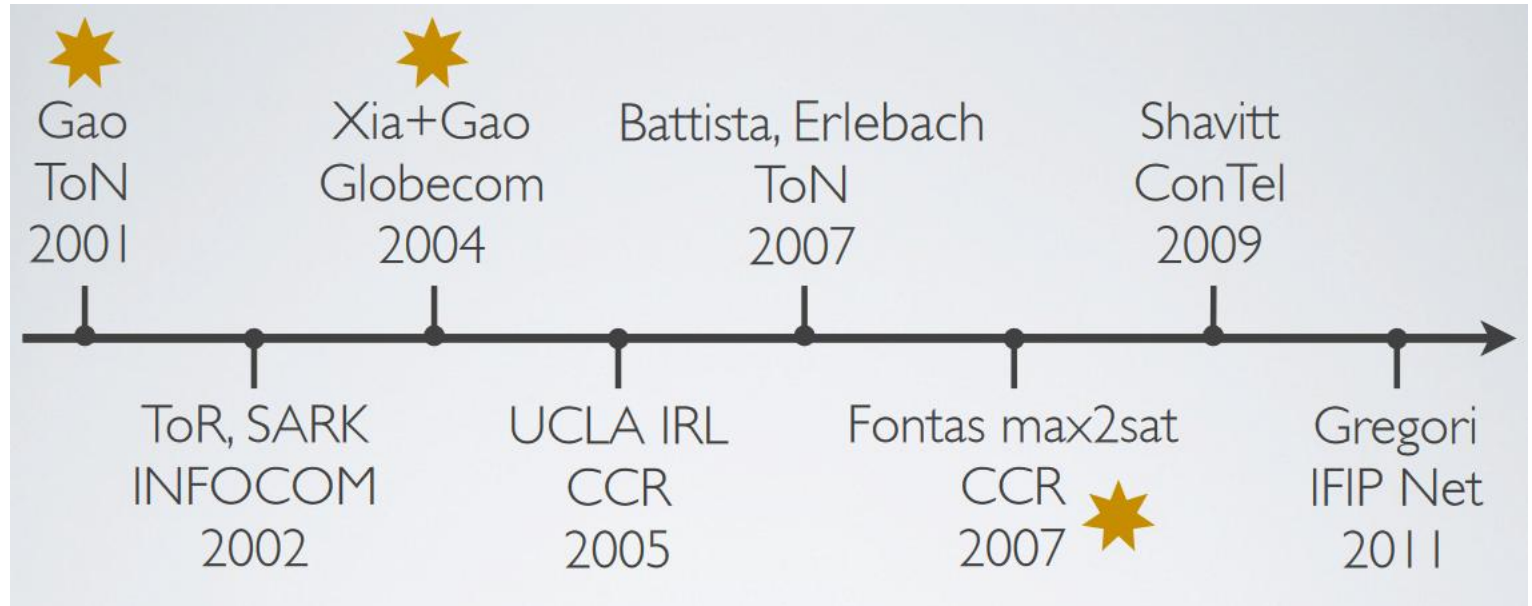 Gao
ToN
2001
Xia+Gao
Globecom
2004
Battista, Erlebach
ToN
2007
Shavitt
ConTel
2009
ToR, SARK
INFOCOM
2002
UCLA IRL
CCR
2005
Fontas max2sat
CCR
2007
Gregori
IFIP Net
2011